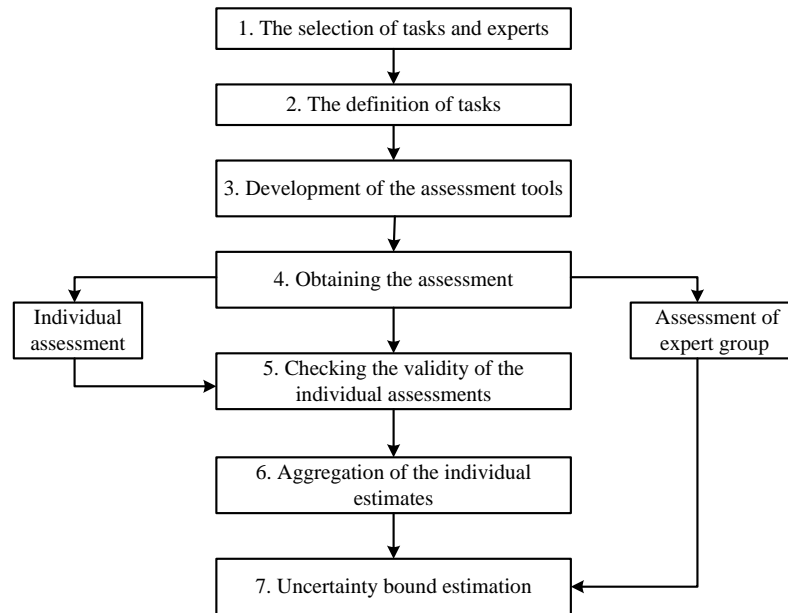 1. The selection of tasks and experts
2. The definition of tasks
3. Development of the assessment tools
4. Obtaining the assessment
Individual
assessment
Assessment of
expert group
5. Checking the validity of the
individual assessments
6. Aggregation of the individual
estimates
7. Uncertainty bound estimation